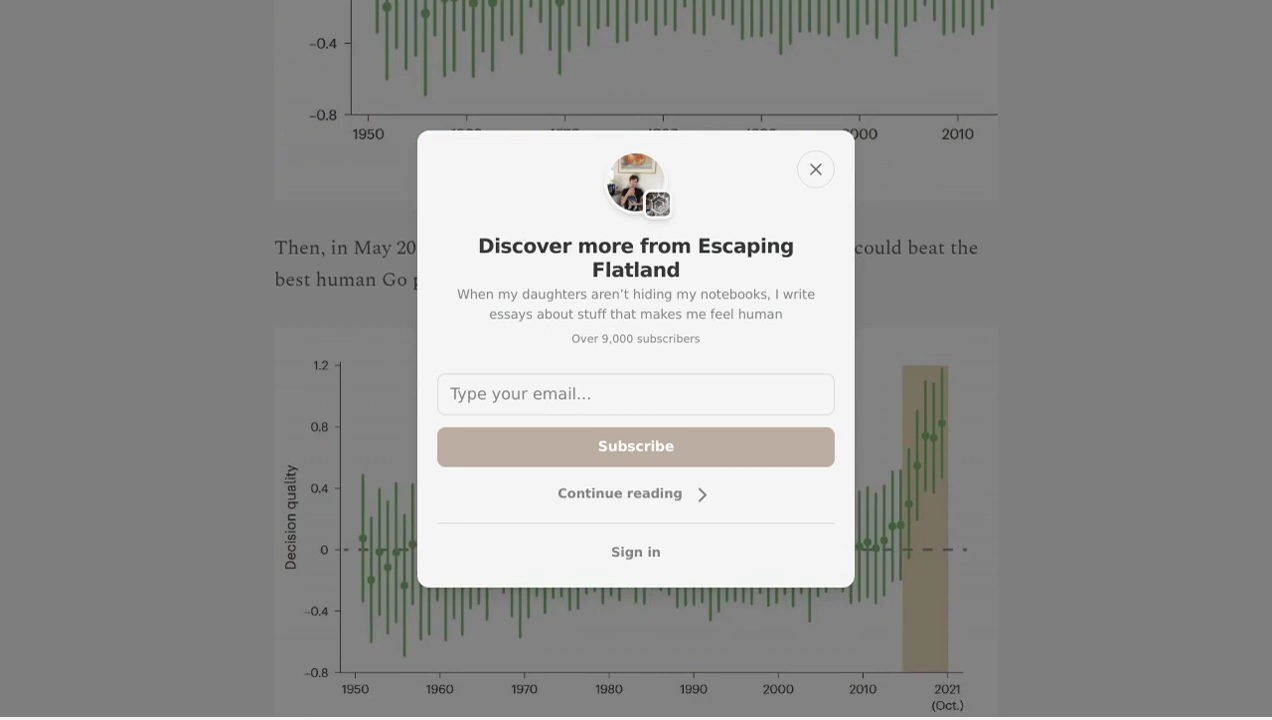 −0.4
−0.8
1950
2000
2010
Then, in May 20
could beat the
best human Go
Discover more from Escaping
Flatland
When my daughters aren’t hiding my notebooks, I write
essays about stuff that makes me feel human
Over 9,000 subscribers
Type your email...
Subscribe
Continue reading
Sign in
1.2
0.8
0.4
0
−0.4
−0.8
Decision quality
1950
1960
1970
1980
1990
2000
2010
2021
(Oct.)